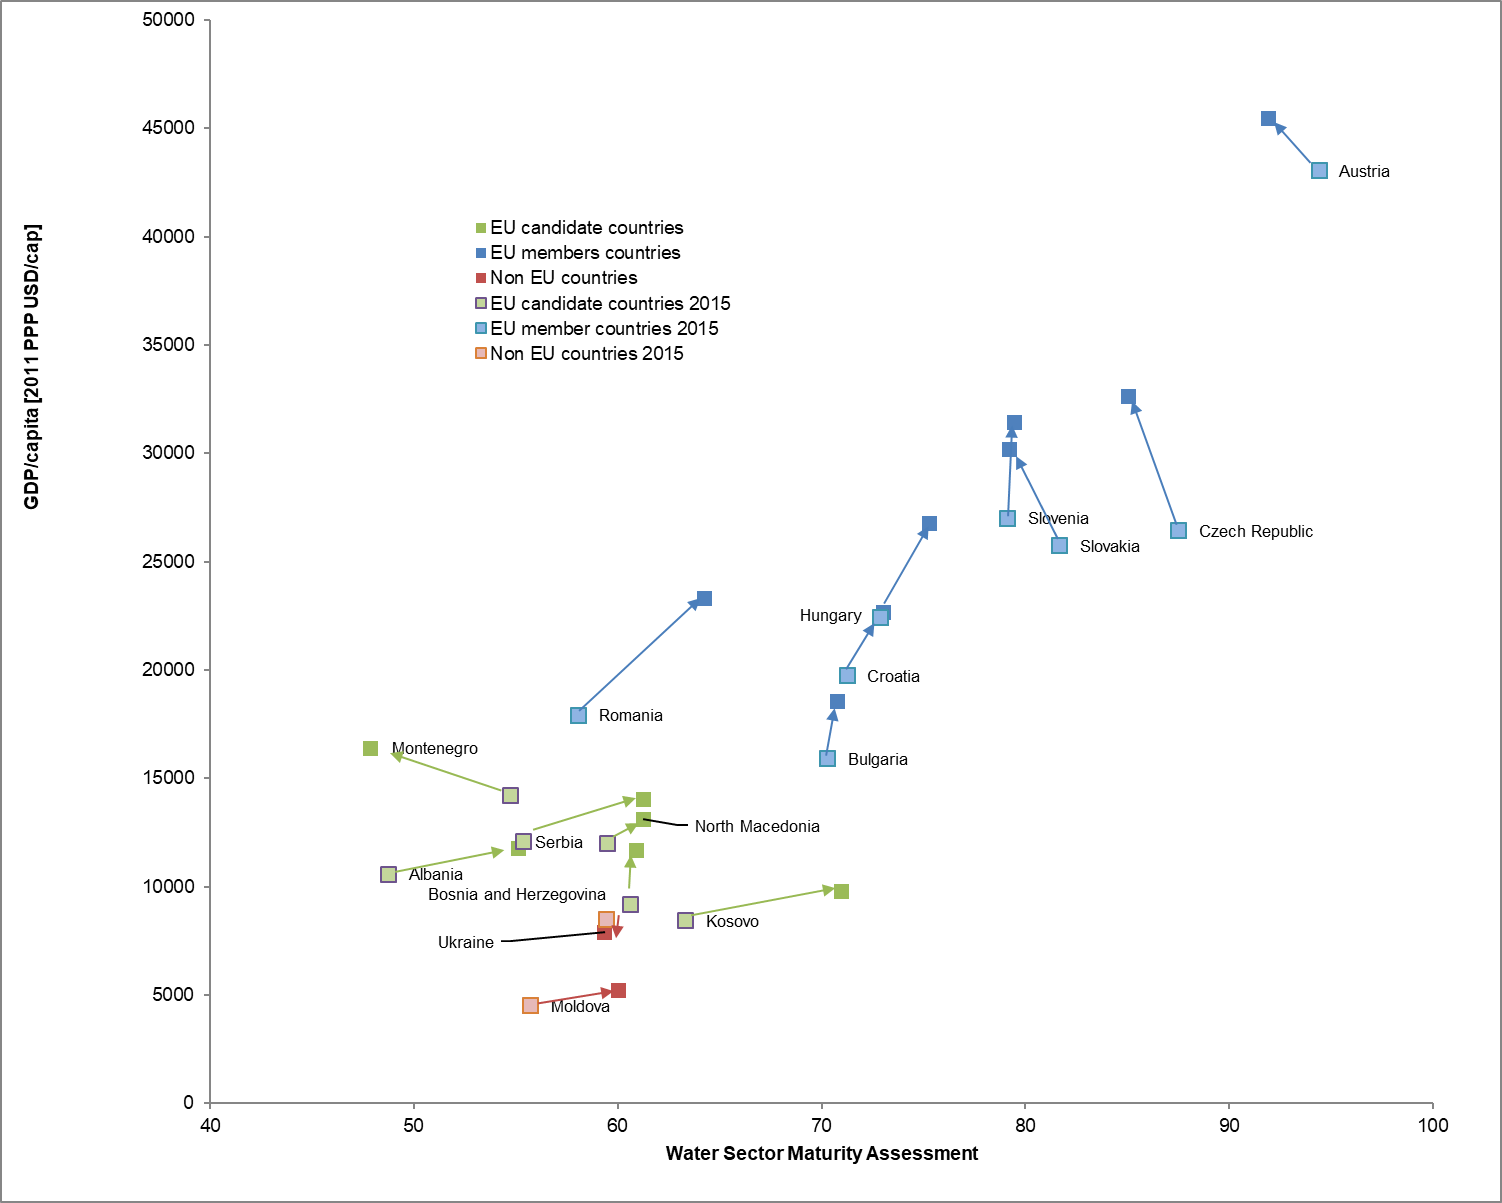 50000
45000
Austria
GDP/capita [2011 PPP USD/cap]
40000
EU candidate countries
EU members countries
Non EU countries
EU candidate countries 2015
EU member countries 2015
Non EU countries 2015
35000
30000
Slovenia
Czech Republic
Slovakia
25000
Hungary
20000
Croatia
Romania
Montenegro
Bulgaria
15000
North Macedonia
Serbia
Albania
10000
Bosnia and Herzegovina
Kosovo
Ukraine
5000
Moldova
0
40 50 60 70 80 90 100
Water Sector Maturity Assessment